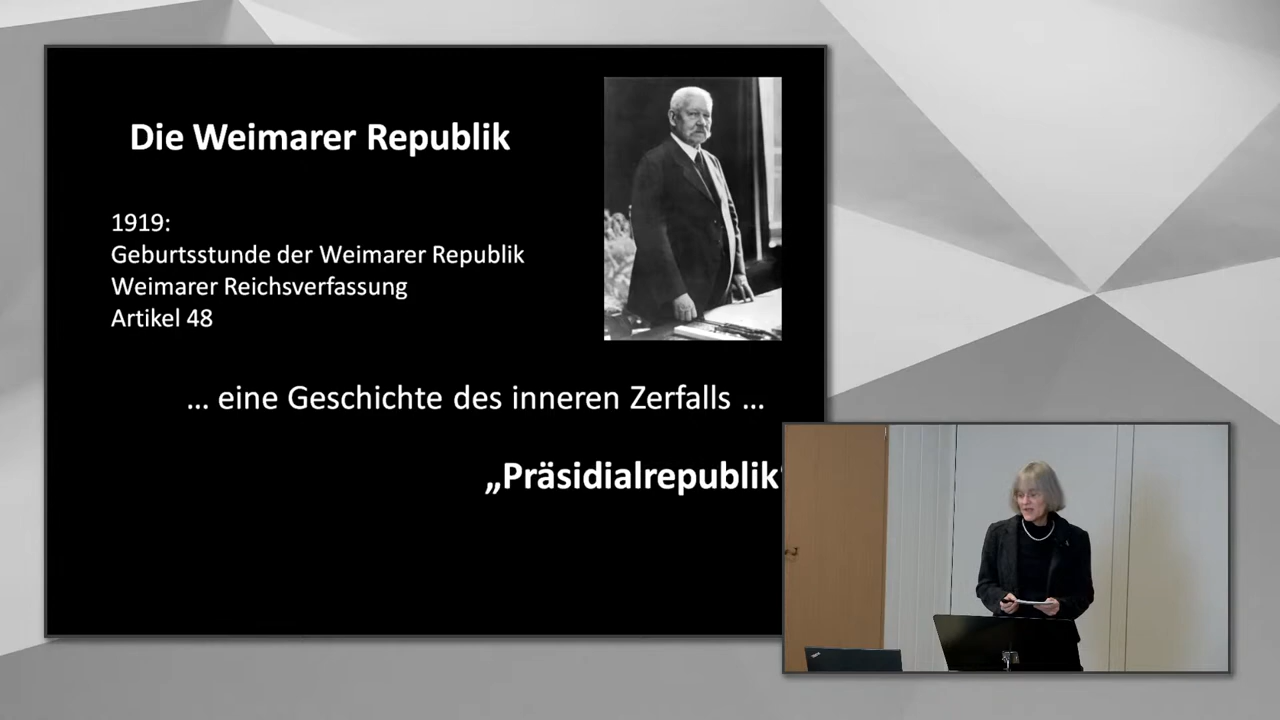 Die Weimarer Republik
1919:
Geburtsstunde der Weimarer Republik
Weimarer Reichsverfassung
Artikel 48
... eine Geschichte des inneren Zerfalls ...
„Präsidialrepublik“